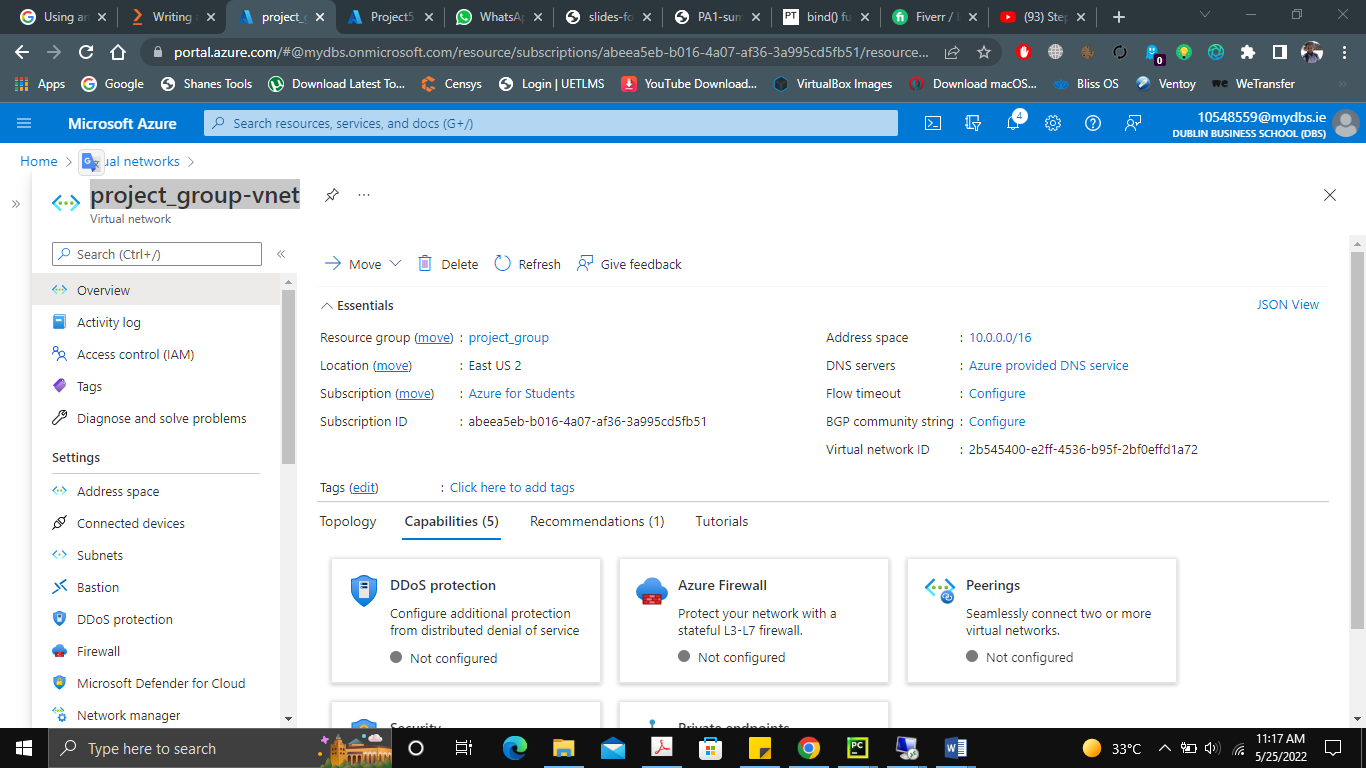 Using an
Writing a
project_g
Project5
WhatsAp
slides-fo
PA1-sum
PT bind() fu
Fiverr /
(93) Step
portal.azure.com/#@mydbs.onmicrosoft.com/resource/subscriptions/abeea5eb-b016-4a07-af36-3a995cd5fb51/resource...
0
Apps
Google
Shanes Tools
Download Latest To...
Censys
Login | UETLMS
YouTube Download...
VirtualBox Images
Download macOS...
Bliss OS
Ventoy
WeTransfer
Microsoft Azure
Search resources, services, and docs (G+/)
4
10548559@mydbs.ie
DUBLIN BUSINESS SCHOOL (DBS)
Home > ual networks >
project_group-vnet
Virtual network
Search (Ctrl+/)
Overview
Activity log
Access control (IAM)
Tags
Diagnose and solve problems
Settings
Address space
Connected devices
Subnets
Bastion
DDoS protection
Firewall
Microsoft Defender for Cloud
Network manager
Move
Delete
Refresh
Give feedback
Essentials
JSON View
Resource group (move) : project_group
Location (move) : East US 2
Subscription (move) : Azure for Students
Subscription ID : abeea5eb-b016-4a07-af36-3a995cd5fb51
Address space : 10.0.0.0/16
DNS servers : Azure provided DNS service
Flow timeout : Configure
BGP community string : Configure
Virtual network ID : 2b545400-e2ff-4536-b95f-2bf0effd1a72
Tags (edit) : Click here to add tags
Topology
Capabilities (5)
Recommendations (1)
Tutorials
DDoS protection
Configure additional protection
from distributed denial of service
Not configured
Azure Firewall
Protect your network with a
stateful L3-L7 firewall.
Not configured
Peerings
Seamlessly connect two or more
virtual networks.
Not configured
Security
Private endpoints
Type here to search
33°C
11:17 AM
5/25/2022